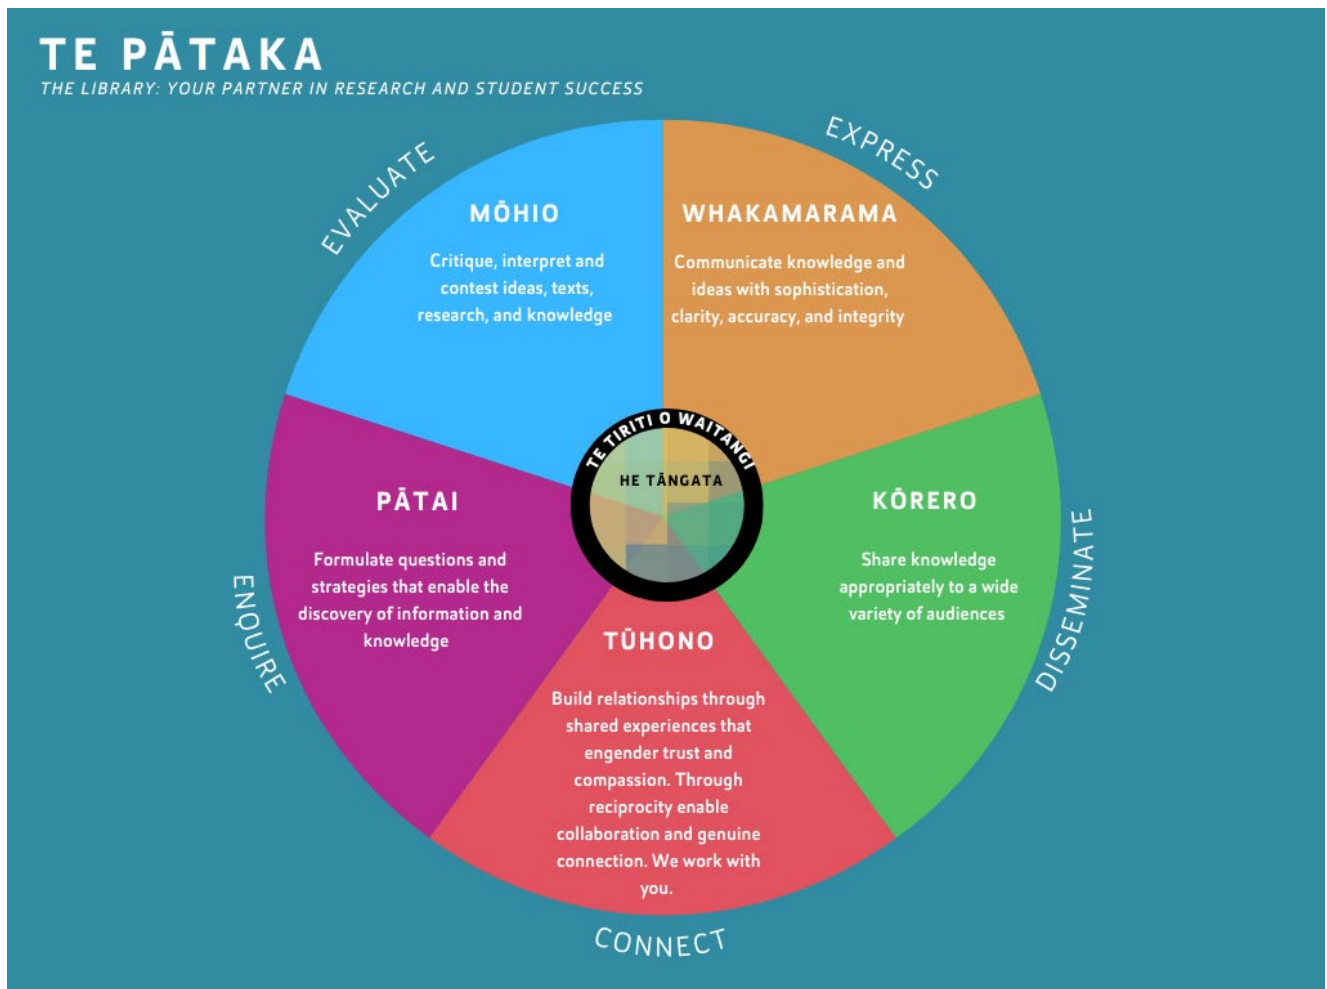 TE PĀTAKA
THE LIBRARY: YOUR PARTNER IN RESEARCH AND STUDENT SUCCESS
EVALUATE
MŌHIO
Critique, interpret and
contest ideas, texts,
research, and knowledge
EXPRESS
WHAKAMARAMA
Communicate knowledge and
ideas with sophistication,
clarity, accuracy, and integrity
TE TIRITI O WAITANGI
HE TĀNGATA
ENQUIRE
PĀTAI
Formulate questions and
strategies that enable the
discovery of information and
knowledge
DISSEMINATE
KŌRERO
Share knowledge
appropriately to a wide
variety of audiences
TŪHONO
Build relationships through
shared experiences that
engender trust and
compassion. Through
reciprocity enable
collaboration and genuine
connection. We work with
you.
CONNECT